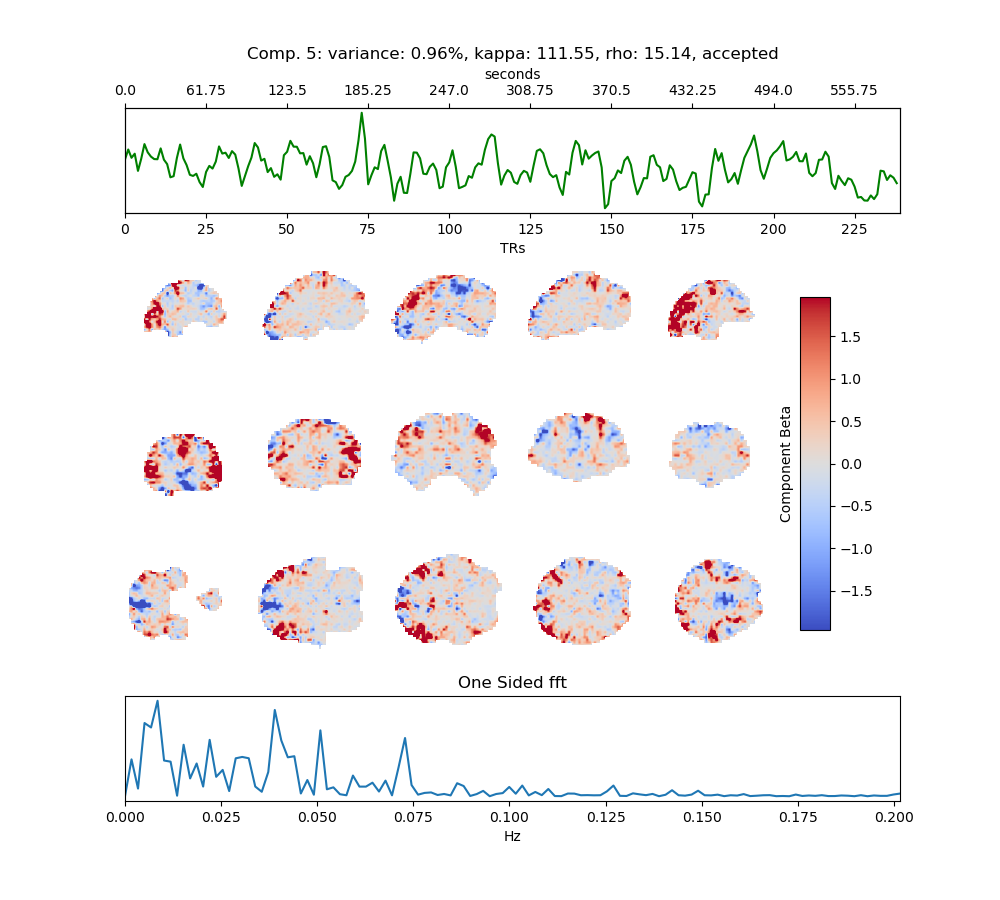 Comp. 5: variance: 0.96%, kappa: 111.55, rho: 15.14, accepted
seconds
0.0 61.75 123.5 185.25 247.0 308.75 370.5 432.25 494.0 555.75
0 25 50 75 100 125 150 175 200 225
TRs
1.5
1.0
0.5
0.0
−0.5
−1.0
−1.5
Component Beta
One Sided fft
0.000 0.025 0.050 0.075 0.100 0.125 0.150 0.175 0.200
Hz